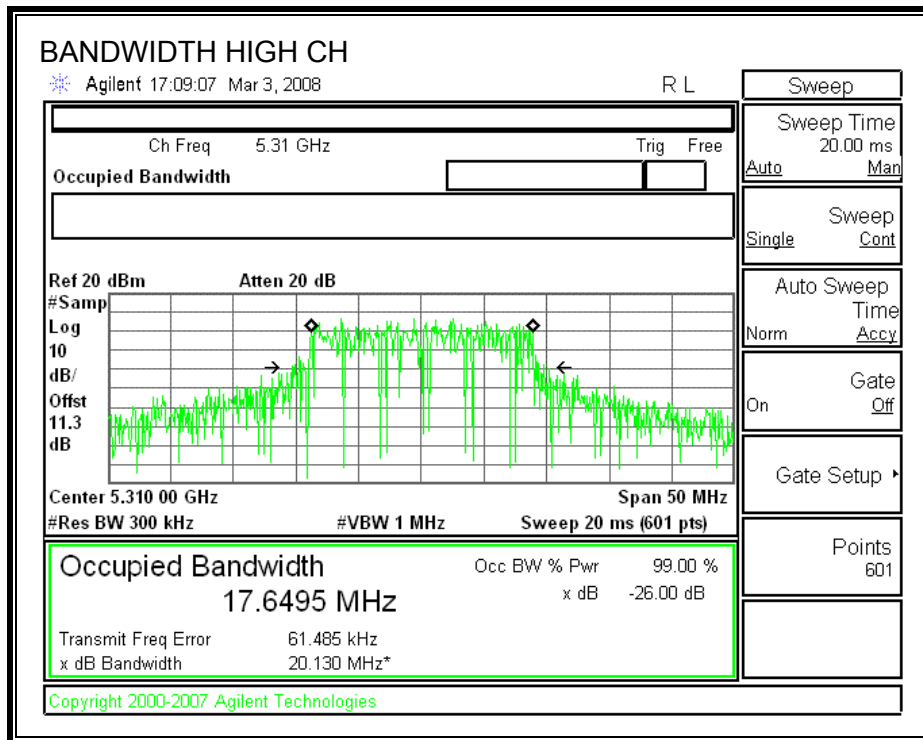 BANDWIDTH HIGH CH
Agilent 17:09:07 Mar 3, 2008 R L
Ch Freq 5.31 GHz Trig Free
Occupied Bandwidth
Ref 20 dBm Atten 20 dB
#Samp
Log
10
dB/
Offst
11.3
dB
Center 5.310 00 GHz Span 50 MHz
#Res BW 300 kHz #VBW 1 MHz Sweep 20 ms (601 pts)
Occupied Bandwidth Occ BW % Pwr 99.00 %
17.6495 MHz x dB -26.00 dB
Transmit Freq Error 61.485 kHz
x dB Bandwidth 20.130 MHz*
Copyright 2000-2007 Agilent Technologies
Sweep
Sweep Time
20.00 ms
Auto Man
Sweep
Single Cont
Auto Sweep
Time
Norm Accy
Gate
On Off
Gate Setup
Points
601